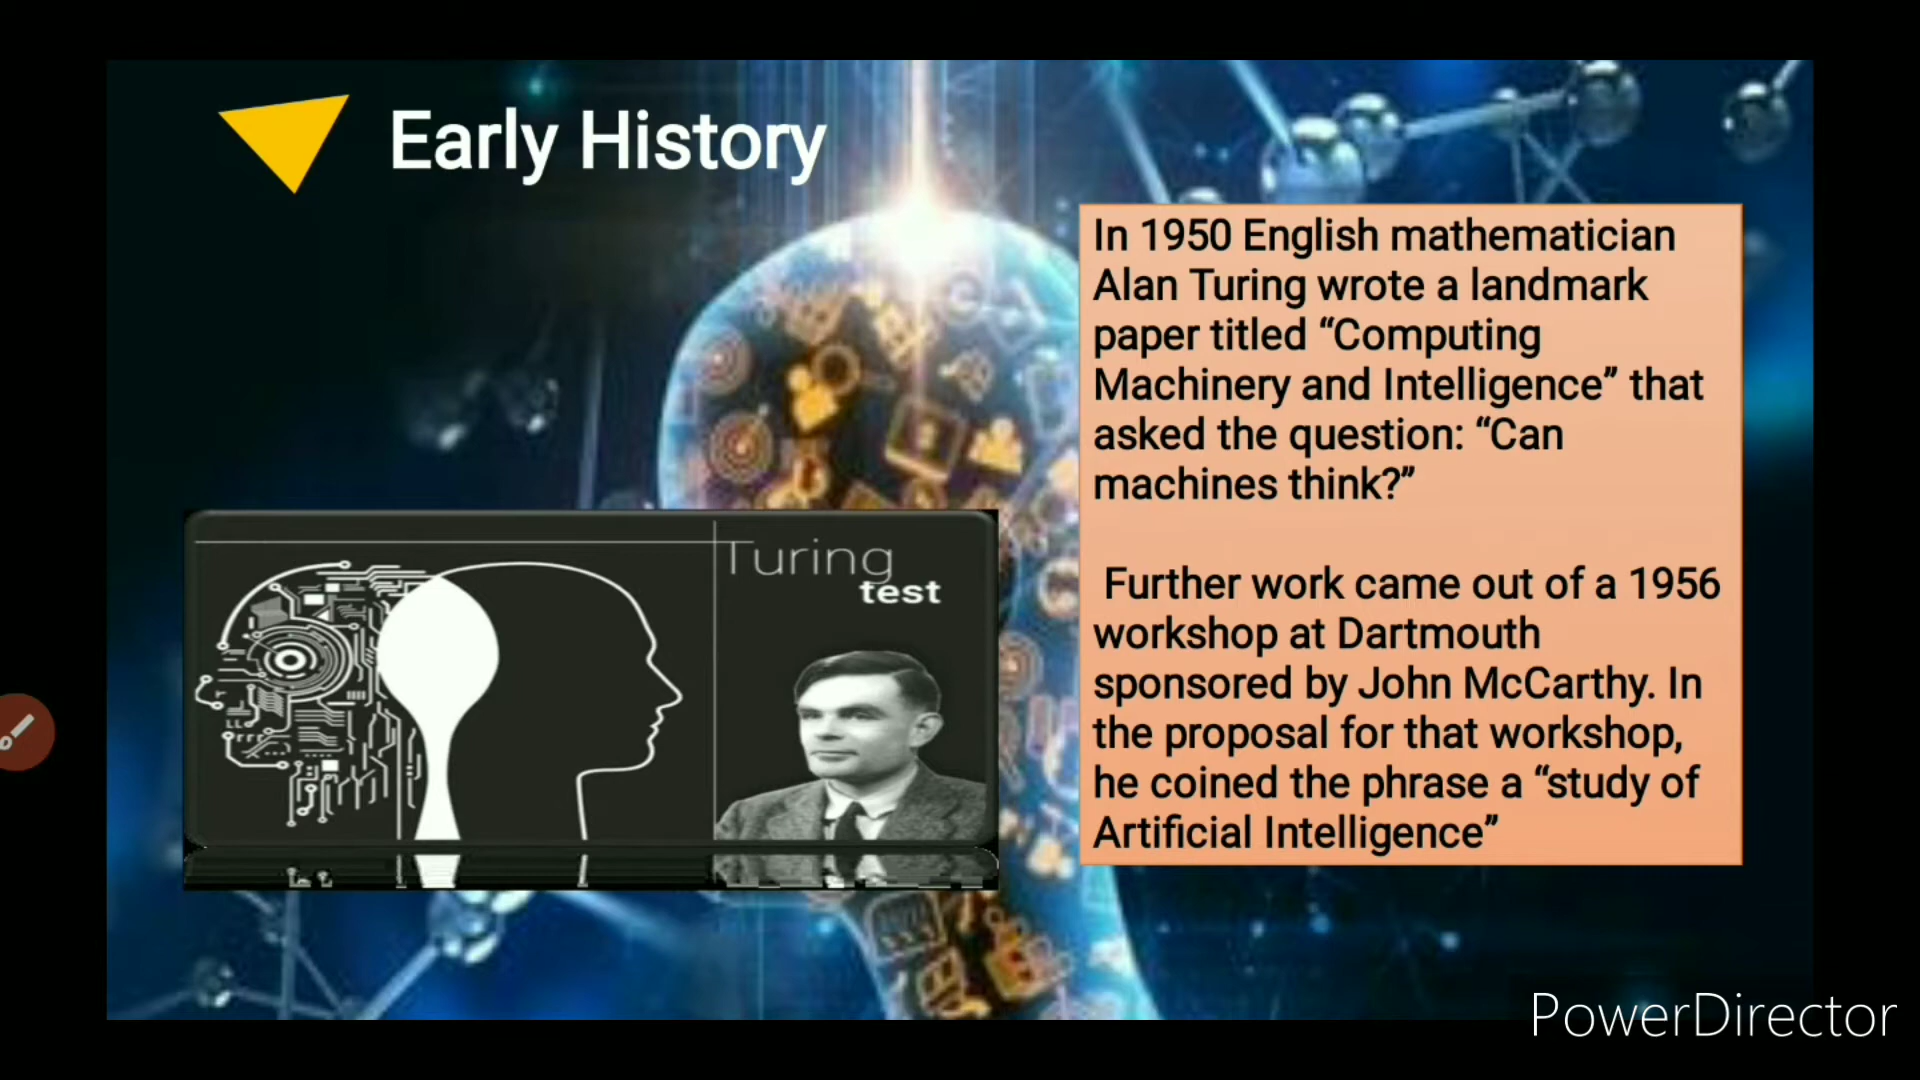 Early History
In 1950 English mathematician
Alan Turing wrote a landmark
paper titled “Computing
Machinery and Intelligence” that
asked the question: “Can
machines think?”
Further work came out of a 1956
workshop at Dartmouth
sponsored by John McCarthy. In
the proposal for that workshop,
he coined the phrase a “study of
Artificial Intelligence”
Turing
test
PowerDirector